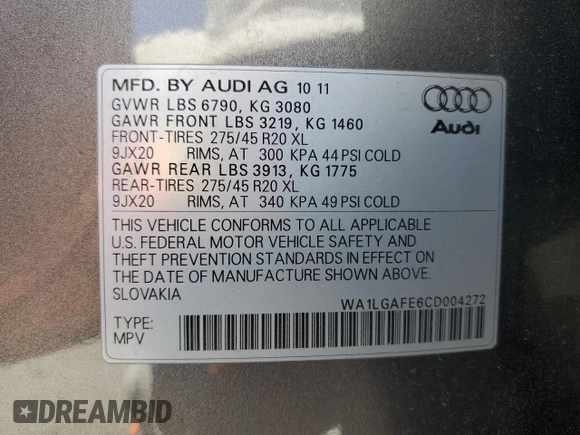 MFD. BY AUDI AG 10 11
GVWR LBS 6790, KG 3080
GAWR FRONT LBS 3219, KG 1460
FRONT-TIRES 275/45 R20 XL
9JX20 RIMS, AT 300 KPA 44 PSI COLD
GAWR REAR LBS 3913, KG 1775
REAR-TIRES 275/45 R20 XL
9JX20 RIMS, AT 340 KPA 49 PSI COLD
Audi
THIS VEHICLE CONFORMS TO ALL APPLICABLE
U.S. FEDERAL MOTOR VEHICLE SAFETY AND
THEFT PREVENTION STANDARDS IN EFFECT ON
THE DATE OF MANUFACTURE SHOWN ABOVE.
SLOVAKIA
WA1LGAFE6CD004272
TYPE:
MPV
DREAMBID